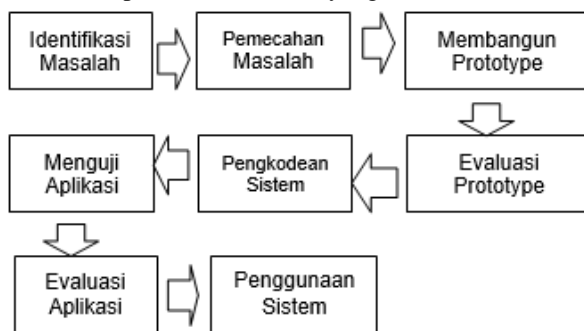 Identifikasi
Masalah
Pemecahan
Masalah
Membangun
Prototype
Menguji
Aplikasi
Pengkodean
Sistem
Evaluasi
Prototype
Evaluasi
Aplikasi
Penggunaan
Sistem